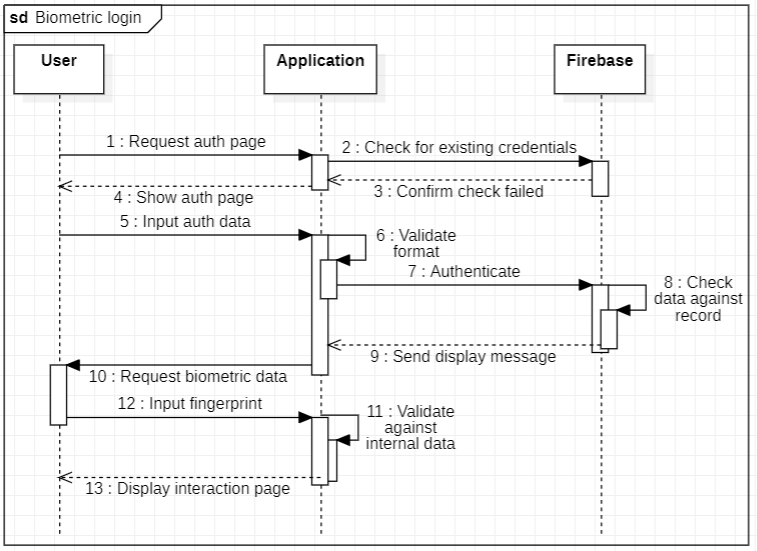 sd Biometric login
User
Application
Firebase
1 : Request auth page
2 : Check for existing credentials
3 : Confirm check failed
4 : Show auth page
5 : Input auth data
6 : Validate
format
7 : Authenticate
8 : Check
data against
record
9 : Send display message
10 : Request biometric data
12 : Input fingerprint
11 : Validate
against
internal data
13 : Display interaction page